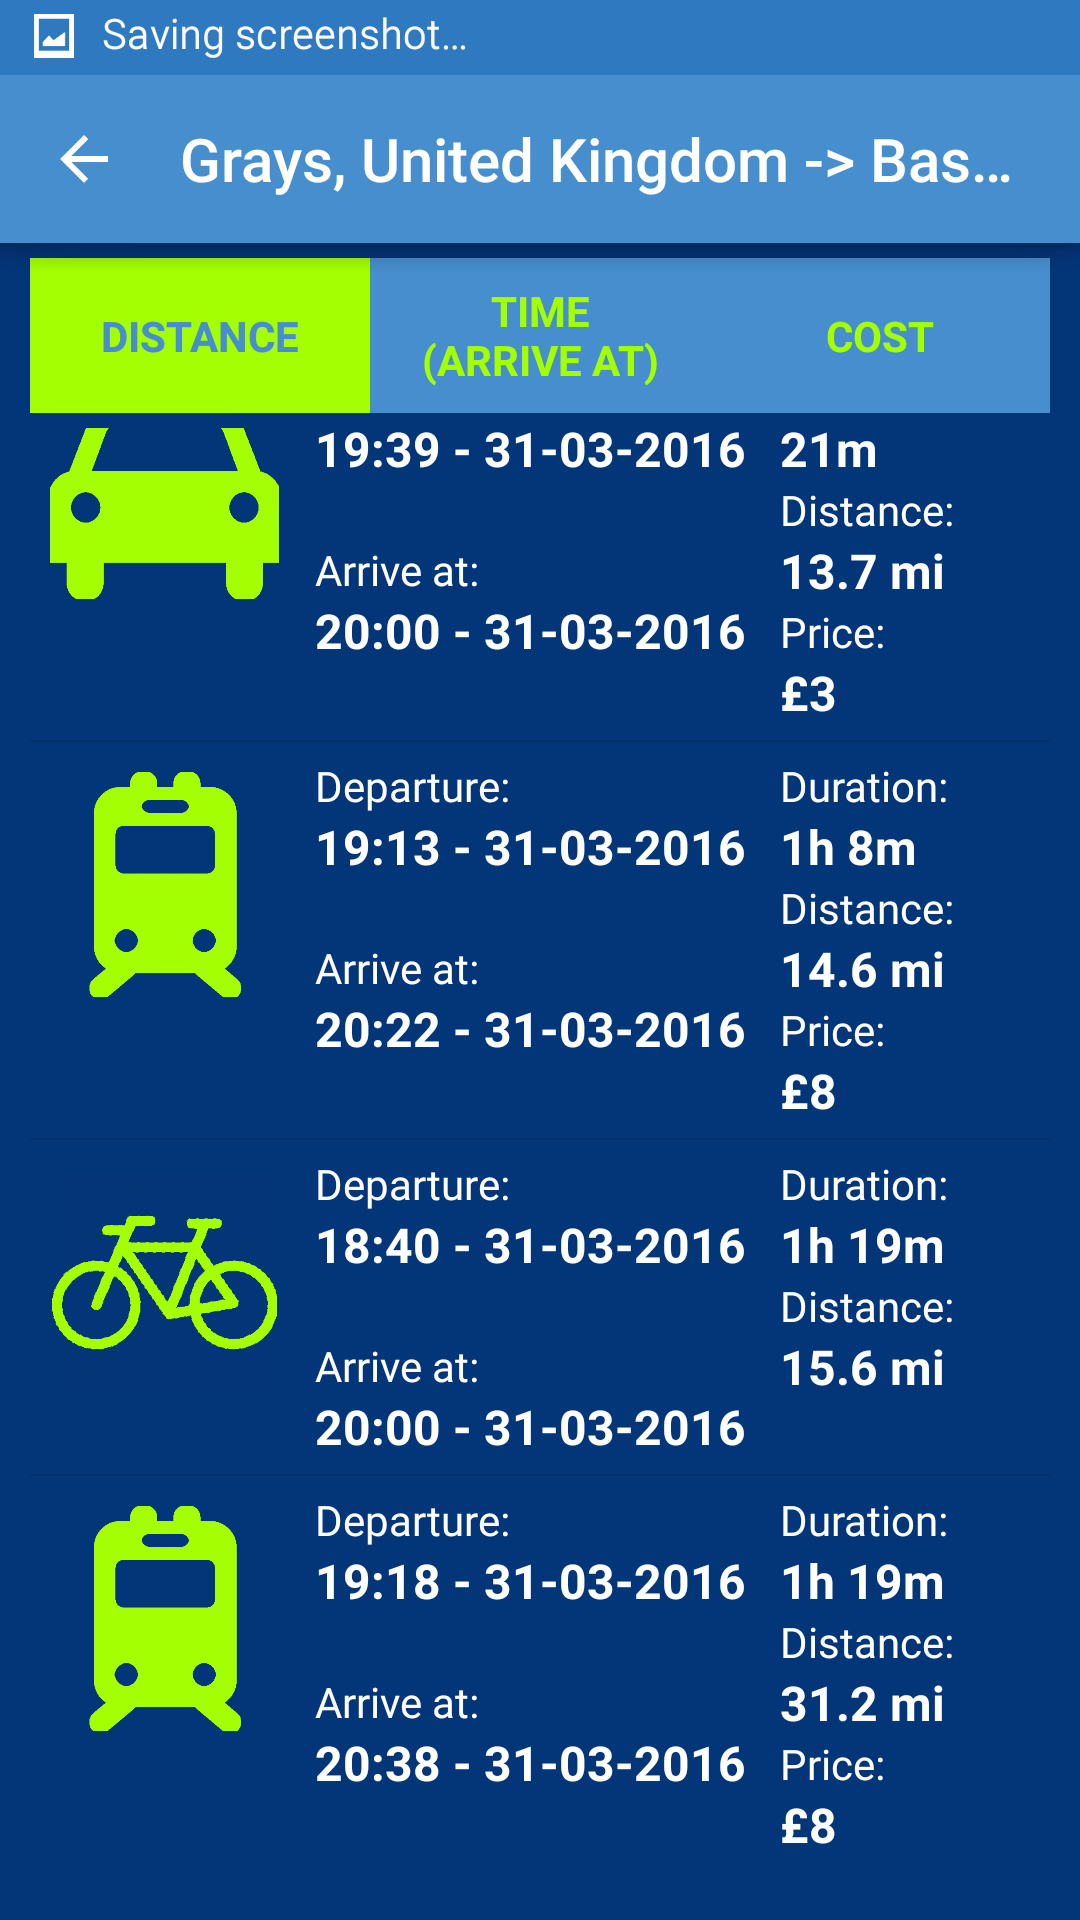 Saving screenshot...
Grays, United Kingdom -> Bas...
DISTANCE
TIME
(ARRIVE AT)
COST
19:39 - 31-03-2016
21m
Distance:
Arrive at:
13.7 mi
20:00 - 31-03-2016
Price:
£3
Departure:
Duration:
19:13 - 31-03-2016
1h 8m
Distance:
Arrive at:
14.6 mi
20:22 - 31-03-2016
Price:
£8
Departure:
Duration:
18:40 - 31-03-2016
1h 19m
Distance:
Arrive at:
15.6 mi
20:00 - 31-03-2016
Departure:
Duration:
19:18 - 31-03-2016
1h 19m
Distance:
Arrive at:
31.2 mi
20:38 - 31-03-2016
Price:
£8